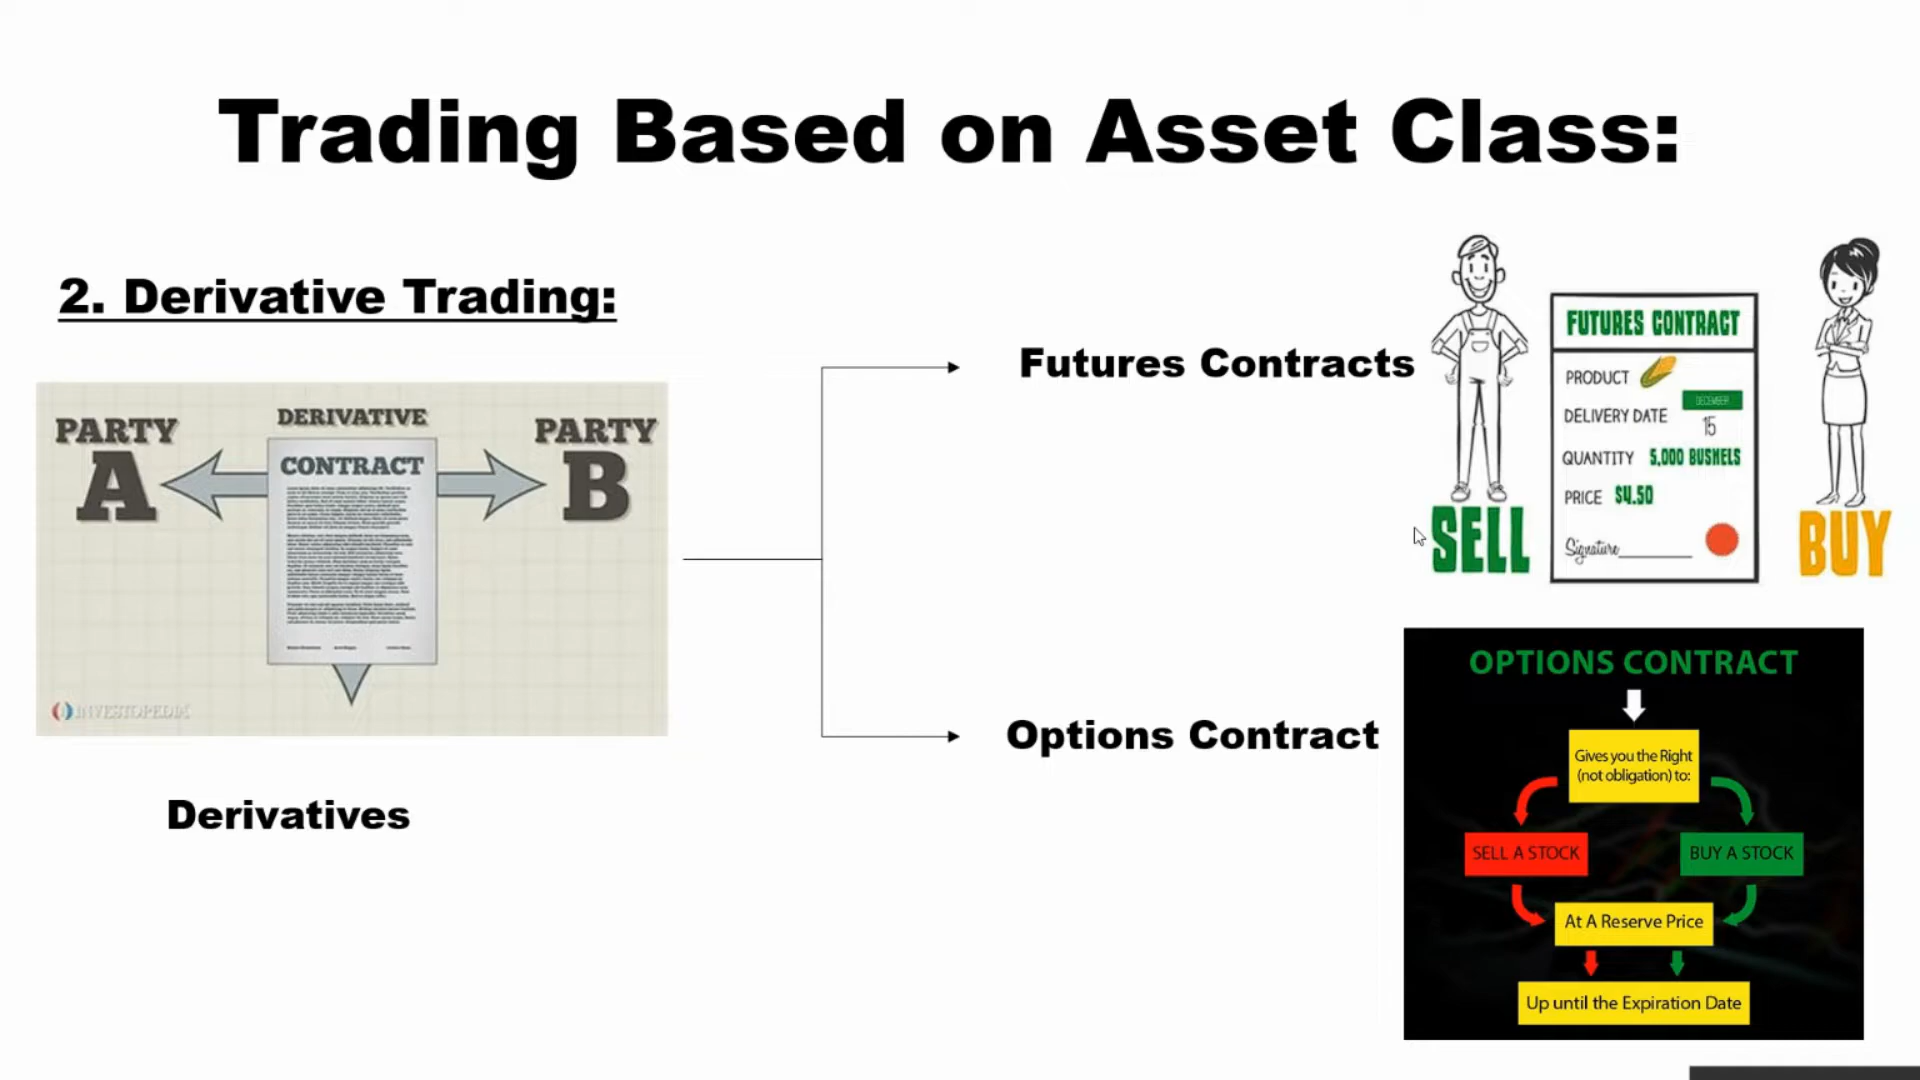 Trading Based on Asset Class:
2. Derivative Trading:
PARTY
A
DERIVATIVE
CONTRACT
PARTY
B
INVESTOPEDIA
Derivatives
Futures Contracts
SELL
FUTURES CONTRACT
PRODUCT
DECEMBER
DELIVERY DATE 15
QUANTITY 5,000 BUSHELS
PRICE $4.50
Signature
BUY
Options Contract
OPTIONS CONTRACT
Gives you the Right
(not obligation) to:
SELL A STOCK
BUY A STOCK
At A Reserve Price
Up until the Expiration Date